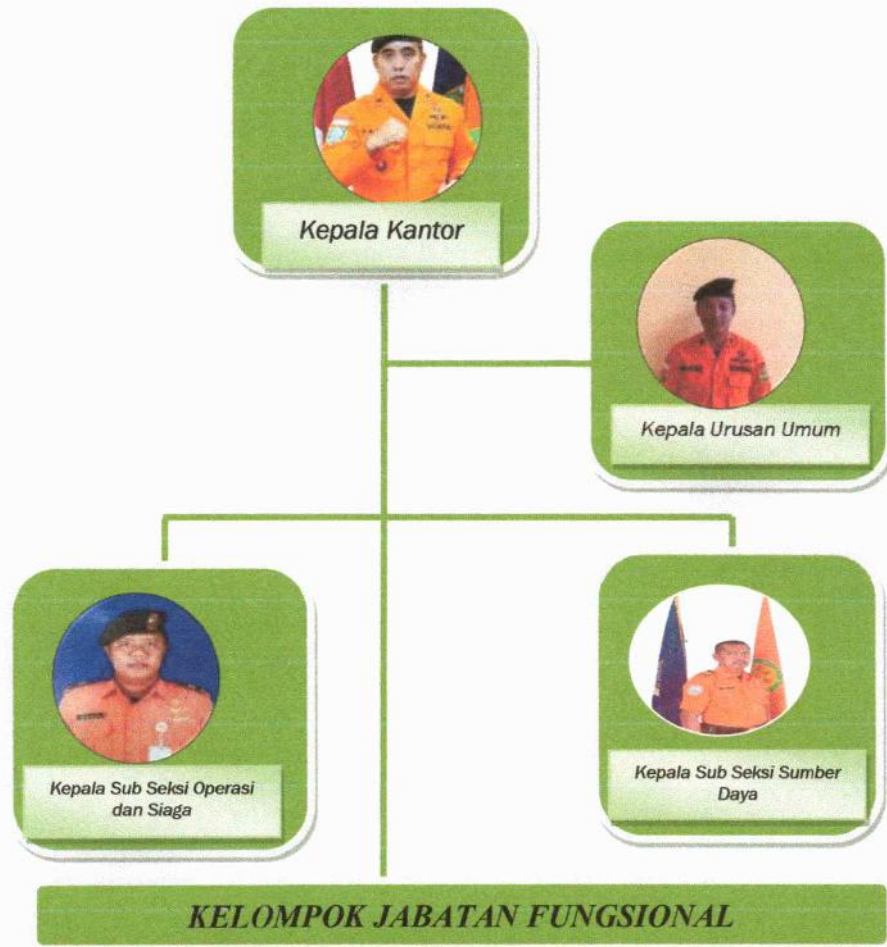 Kepala Kantor
Kepala Urusan Umum
Kepala Sub Seksi Operasi
dan Siaga
Kepala Sub Seksi Sumber
Daya
KELOMPOK JABATAN FUNGSIONAL